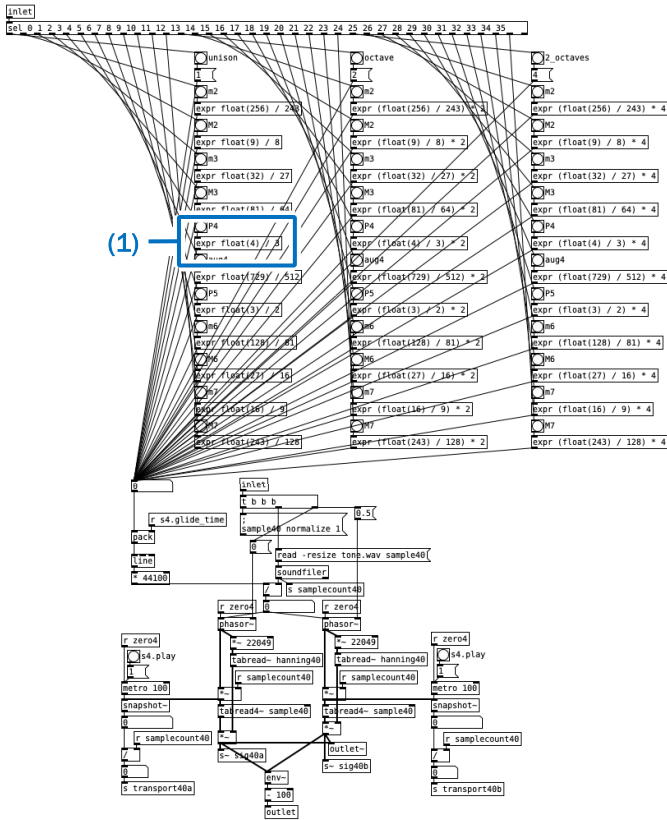 inlet
sel 0 1 2 3 4 5 6 7 8 9 10 11 12 13 14 15 16 17 18 19 20 21 22 23 24 25 26 27 28 29 30 31 32 33 34 35
unison octave 2_octaves
1 2 4
m2 m2 m2
expr float(256) / 243 expr (float(256) / 243) * 2 expr (float(256) / 243) * 4
M2 M2 M2
expr float(9) / 8 expr (float(9) / 8) * 2 expr (float(9) / 8) * 4
m3 m3 m3
expr float(32) / 27 expr (float(32) / 27) * 2 expr (float(32) / 27) * 4
M3 M3 M3
expr float(81) / 64 expr (float(81) / 64) * 2 expr (float(81) / 64) * 4
P4 P4 P4
(1) expr float(4) / 3 expr (float(4) / 3) * 2 expr (float(4) / 3) * 4
aug4 aug4 aug4
expr float(729) / 512 expr (float(729) / 512) * 2 expr (float(729) / 512) * 4
P5 P5 P5
expr float(3) / 2 expr (float(3) / 2) * 2 expr (float(3) / 2) * 4
m6 m6 m6
expr float(128) / 81 expr (float(128) / 81) * 2 expr (float(128) / 81) * 4
M6 M6 M6
expr float(27) / 16 expr (float(27) / 16) * 2 expr (float(27) / 16) * 4
m7 m7 m7
expr float(16) / 9 expr (float(16) / 9) * 2 expr (float(16) / 9) * 4
M7 M7 M7
expr float(243) / 128 expr (float(243) / 128) * 2 expr (float(243) / 128) * 4
0 inlet
t b b b
r s4.glide_time ; 0.5
sample40 normalize 1
pack 0 read -resize tone.wav sample40
line soundfiler
* 44100 / s samplecount40
r zero4 0 r zero4
phasor~ phasor~
r zero4 *~ 22049 *~ 22049 r zero4
s4.play tabread~ hanning40 tabread~ hanning40 s4.play
1 r samplecount40 r samplecount40 1
metro 100 *~ *~ metro 100
snapshot~ tabread4~ sample40 tabread4~ sample40 snapshot~
0 *~ 0
r samplecount40 *~ r samplecount40
/ s~ sig40a outlet~ /
0 s~ sig40b 0
s transport40a env~ s transport40b
- 100
outlet